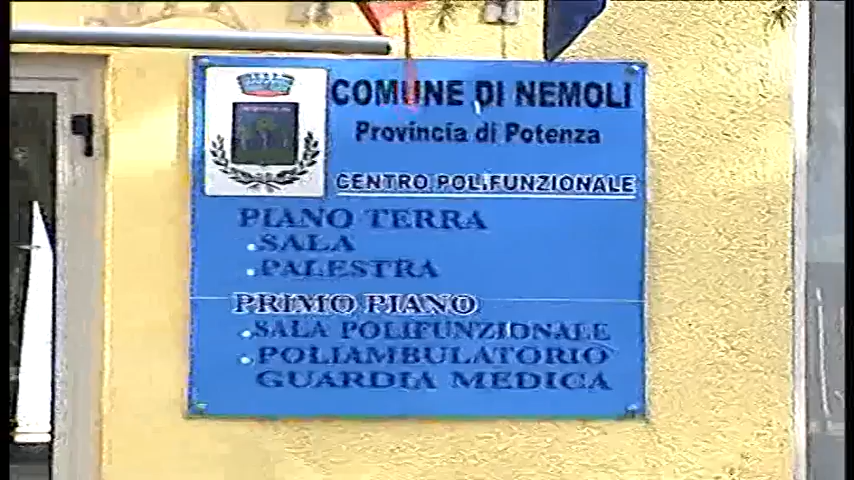 COMUNE DI NEMOLI
Provincia di Potenza
CENTRO POLIFUNZIONALE
PIANO TERRA
• SALA
• PALESTRA
PRIMO PIANO
• SALA POLIFUNZIONALE
• POLIAMBULATORIO
GUARDIA MEDICA